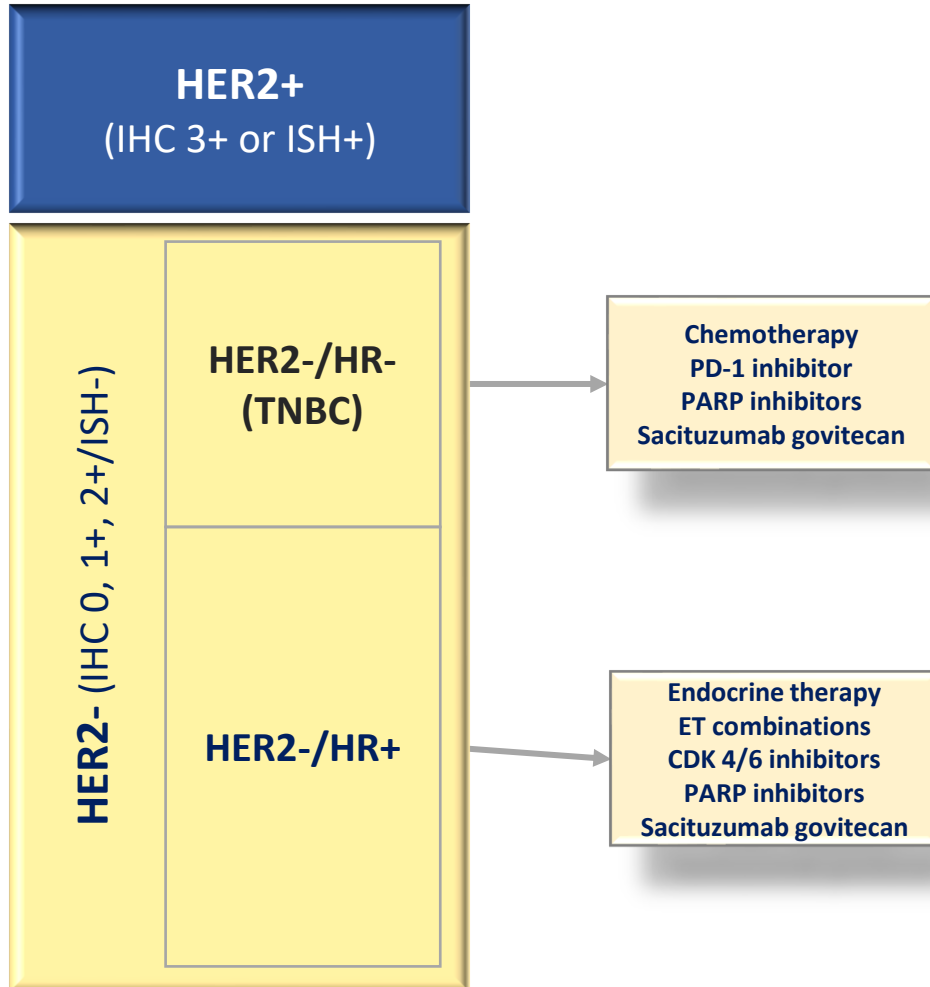 HER2+
(IHC 3+ or ISH+)
HER2- (IHC 0, 1+, 2+/ISH-)
HER2-/HR-
(TNBC)
Chemotherapy
PD-1 inhibitor
PARP inhibitors
Sacituzumab govitecan
HER2-/HR+
Endocrine therapy
ET combinations
CDK 4/6 inhibitors
PARP inhibitors
Sacituzumab govitecan